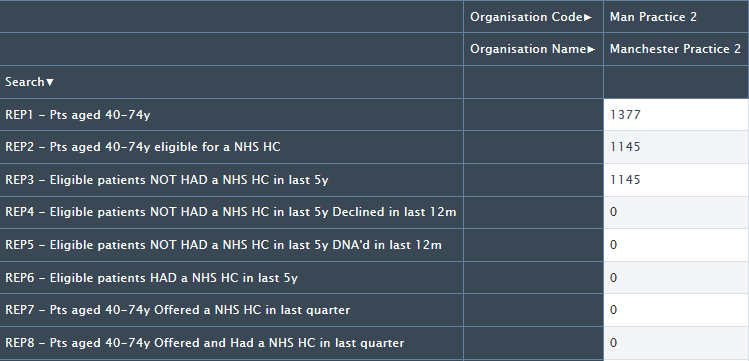 Organisation Code▶ Man Practice 2
Organisation Name▶ Manchester Practice 2
Search▼
REP1 - Pts aged 40-74y 1377
REP2 - Pts aged 40-74y eligible for a NHS HC 1145
REP3 - Eligible patients NOT HAD a NHS HC in last 5y 1145
REP4 - Eligible patients NOT HAD a NHS HC in last 5y Declined in last 12m 0
REP5 - Eligible patients NOT HAD a NHS HC in last 5y DNA'd in last 12m 0
REP6 - Eligible patients HAD a NHS HC in last 5y 0
REP7 - Pts aged 40-74y Offered a NHS HC in last quarter 0
REP8 - Pts aged 40-74y Offered and Had a NHS HC in last quarter 0